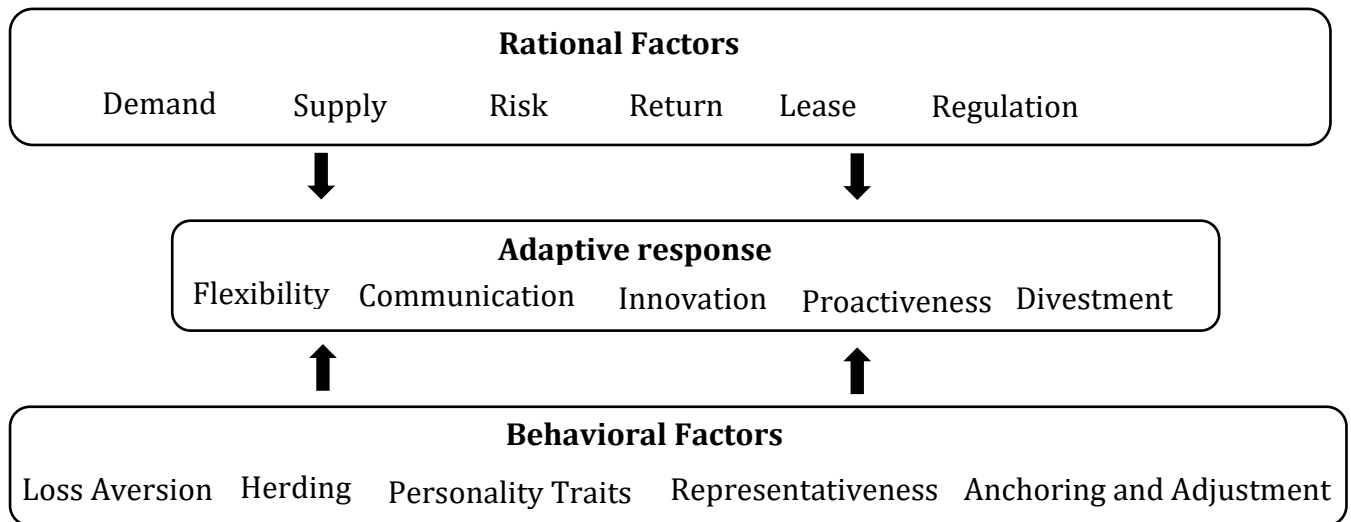 Rational Factors
Demand Supply Risk Return Lease Regulation
Adaptive response
Flexibility Communication Innovation Proactiveness Divestment
Behavioral Factors
Loss Aversion Herding Personality Traits Representativeness Anchoring and Adjustment